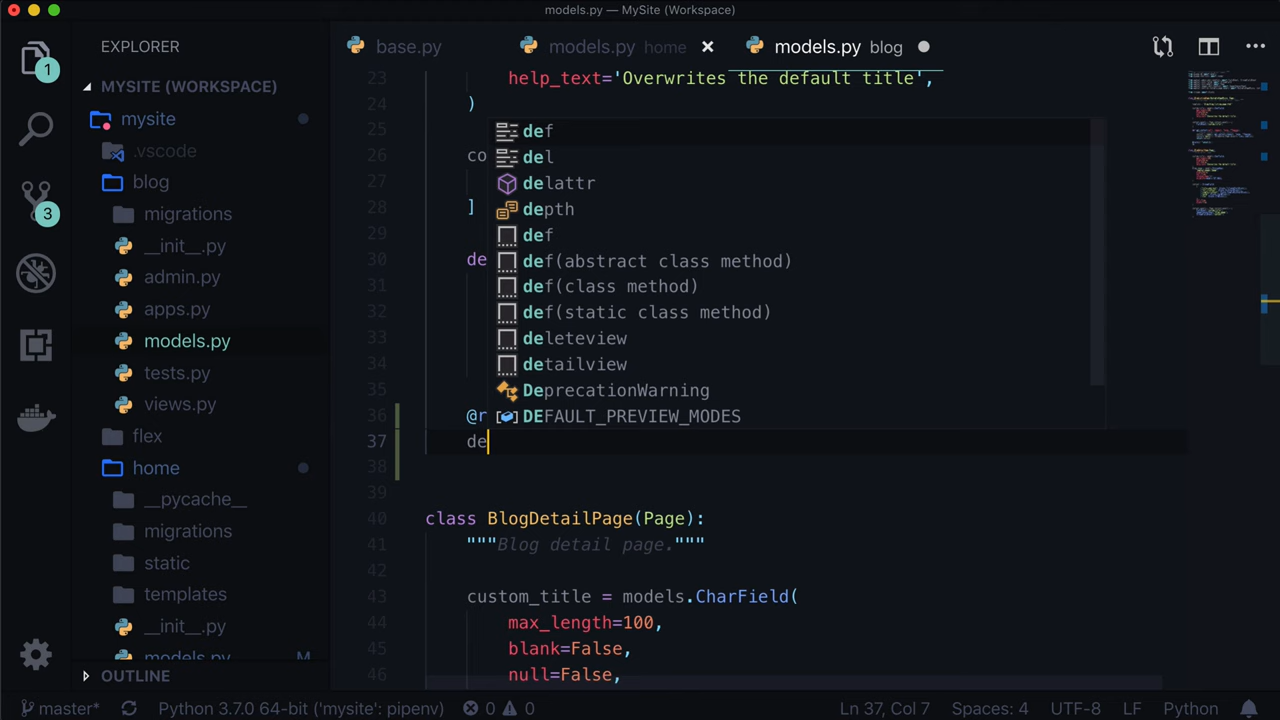 models.py — MySite (Workspace)
EXPLORER
MYSITE (WORKSPACE)
mysite
.vscode
blog
migrations
__init__.py
admin.py
apps.py
models.py
tests.py
views.py
flex
home
__pycache__
migrations
static
templates
__init__.py
models.py M
OUTLINE
1
3
base.py
models.py home
models.py blog
23 help_text='Overwrites the default title',
24 )
25
26 co
27
28 ]
29
30 de
31
32
33
34
35
36 @r
37 de
38
39
40 class BlogDetailPage(Page):
41 """Blog detail page."""
42
43 custom_title = models.CharField(
44 max_length=100,
45 blank=False,
46 null=False,
def
del
delattr
depth
def
def(abstract class method)
def(class method)
def(static class method)
deleteview
detailview
DeprecationWarning
DEFAULT_PREVIEW_MODES
master*
Python 3.7.0 64-bit ('mysite': pipenv)
0
0
Ln 37, Col 7
Spaces: 4
UTF-8
LF
Python